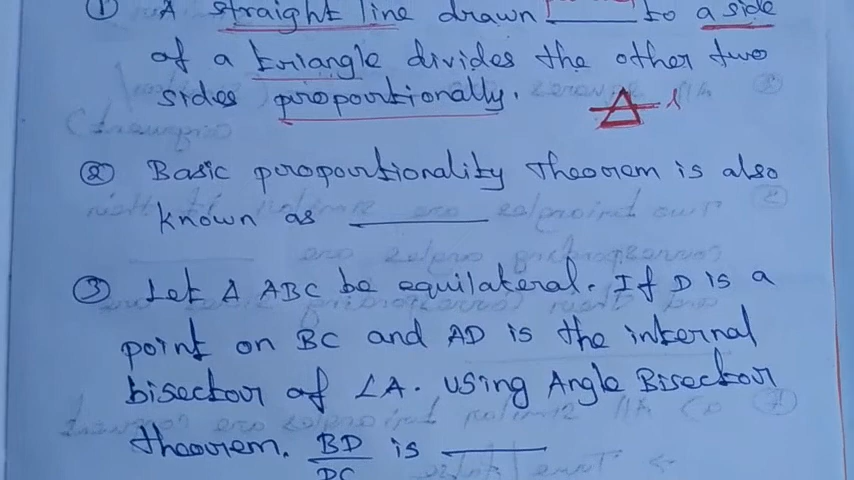 ① A straight line drawn ______ to a side
of a triangle divides the other two
sides proportionally.
② Basic proportionality Theorem is also
known as ______
③ Let Δ ABC be equilateral. If D is a
point on BC and AD is the internal
bisector of ∠A. Using Angle Bisector
theorem. BD/DC is ______